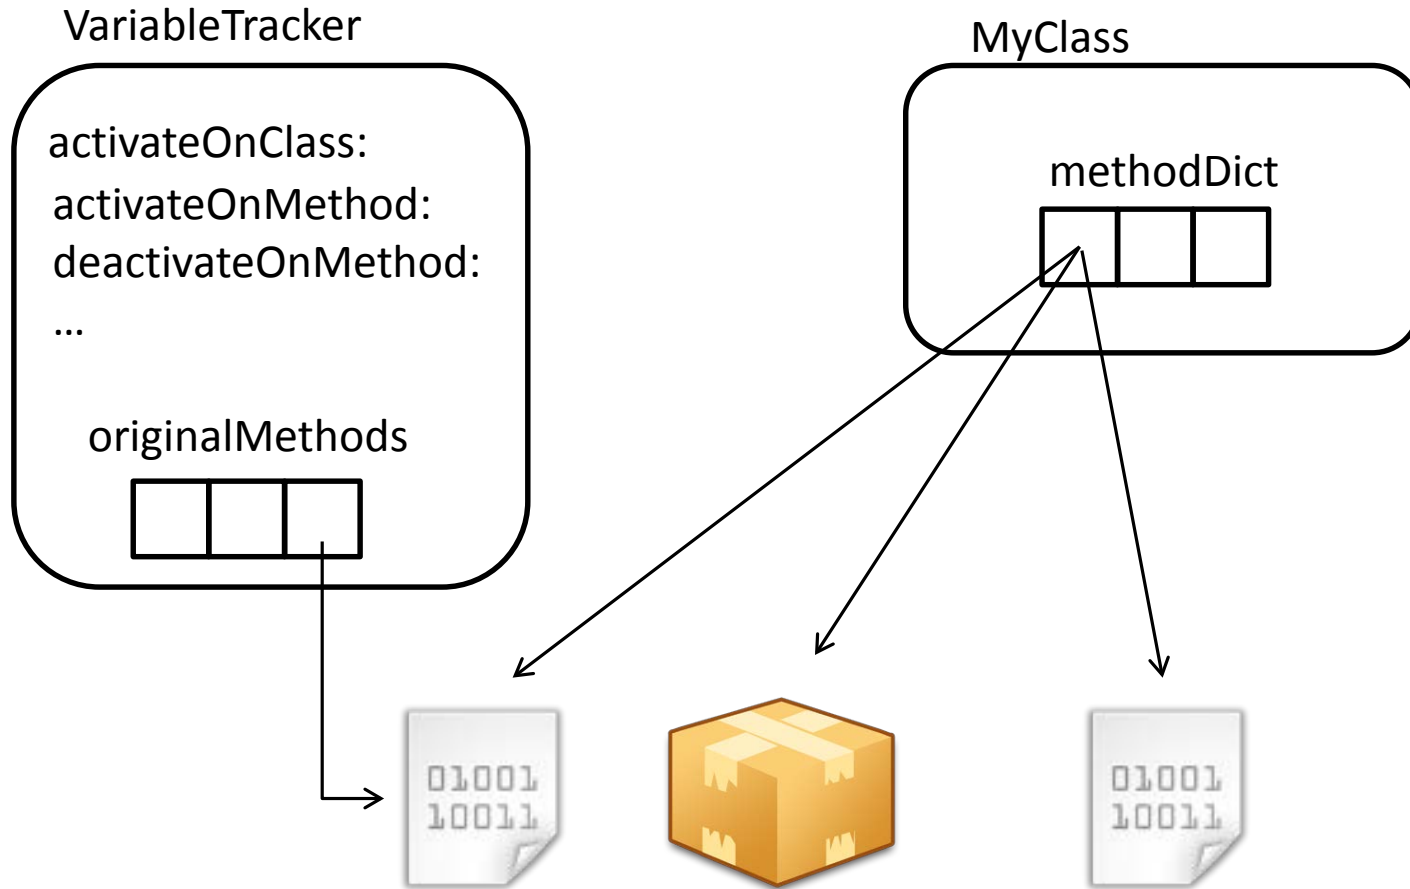 VariableTracker
activateOnClass:
activateOnMethod:
deactivateOnMethod:
…
originalMethods
MyClass
methodDict
01001
10011
01001
10011